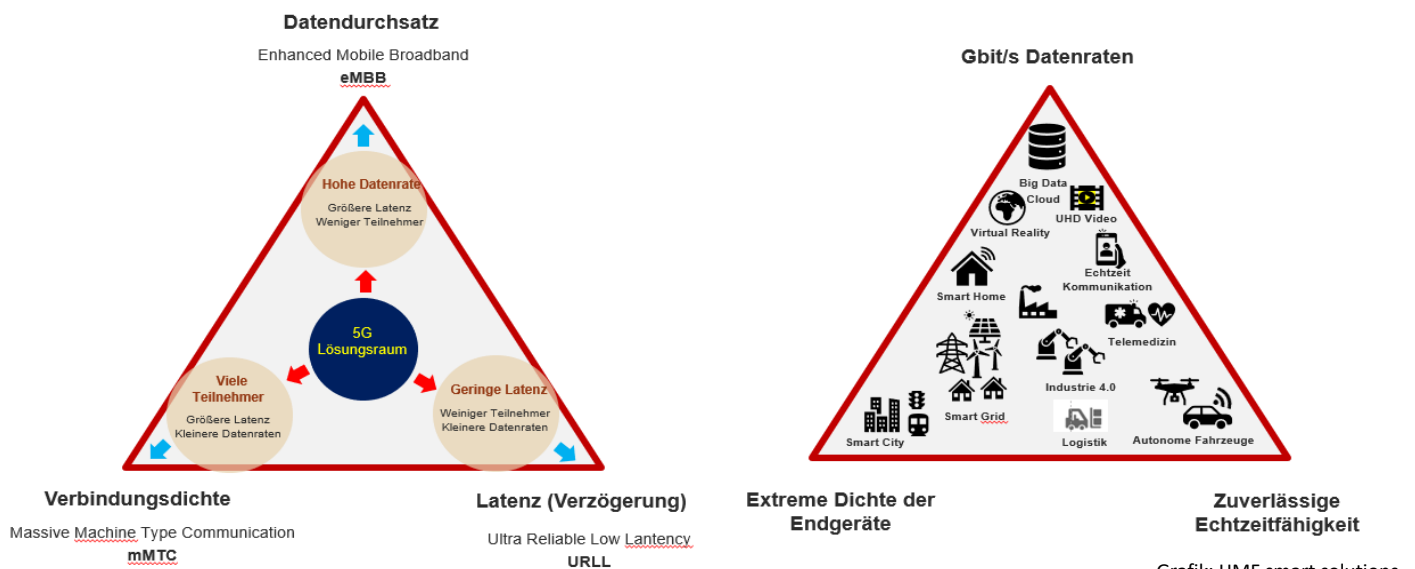 Datendurchsatz
Enhanced Mobile Broadband
eMBB
Hohe Datenrate
Größere Latenz
Weniger Teilnehmer
5G
Lösungsraum
Viele
Teilnehmer
Größere Latenz
Kleinere Datenraten
Geringe Latenz
Weiniger Teilnehmer
Kleinere Datenraten
Verbindungsdichte
Massive Machine Type Communication
mMTC
Latenz (Verzögerung)
Ultra Reliable Low Lantency
URLL
Gbit/s Datenraten
Big Data
Cloud
UHD Video
Virtual Reality
Echtzeit
Kommunikation
Smart Home
Telemedizin
Industrie 4.0
Smart Grid
Smart City
Logistik
Autonome Fahrzeuge
Extreme Dichte der
Endgeräte
Zuverlässige
Echtzeitfähigkeit